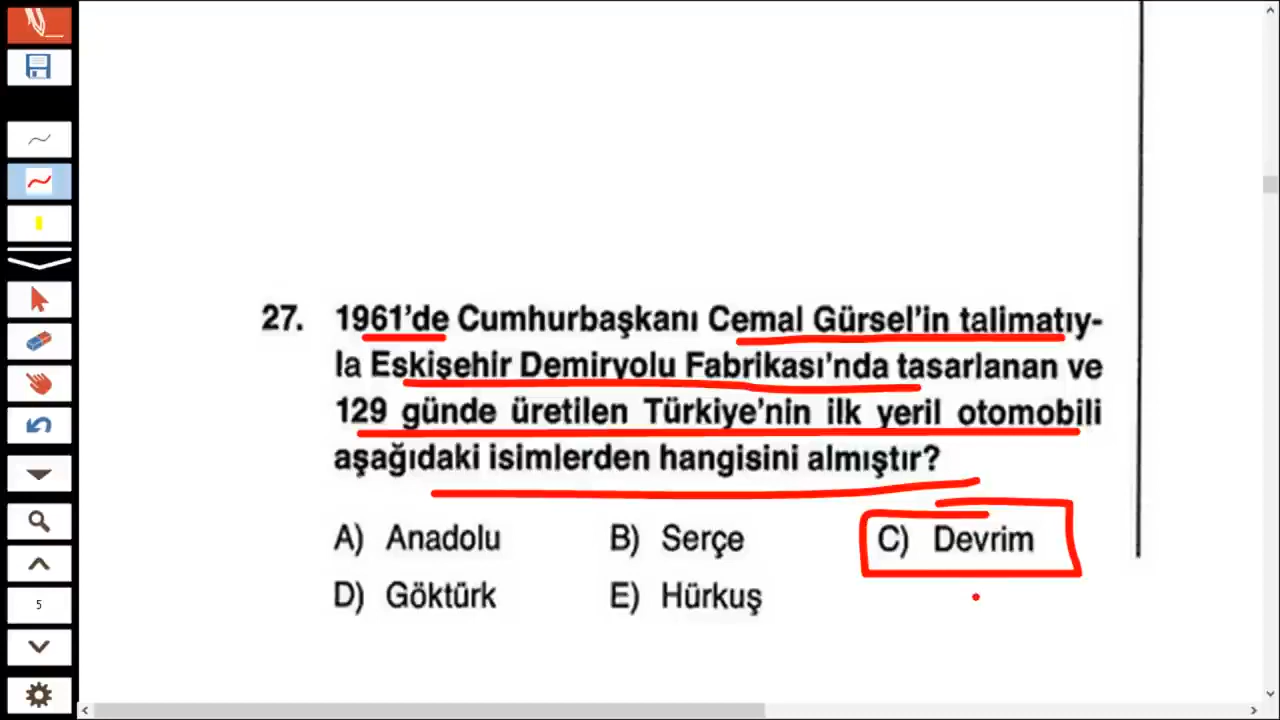 27. 1961'de Cumhurbaşkanı Cemal Gürsel'in talimatıy-
la Eskişehir Demiryolu Fabrikası'nda tasarlanan ve
129 günde üretilen Türkiye'nin ilk yeril otomobili
aşağıdaki isimlerden hangisini almıştır?
A) Anadolu B) Serçe C) Devrim
D) Göktürk E) Hürkuş
5